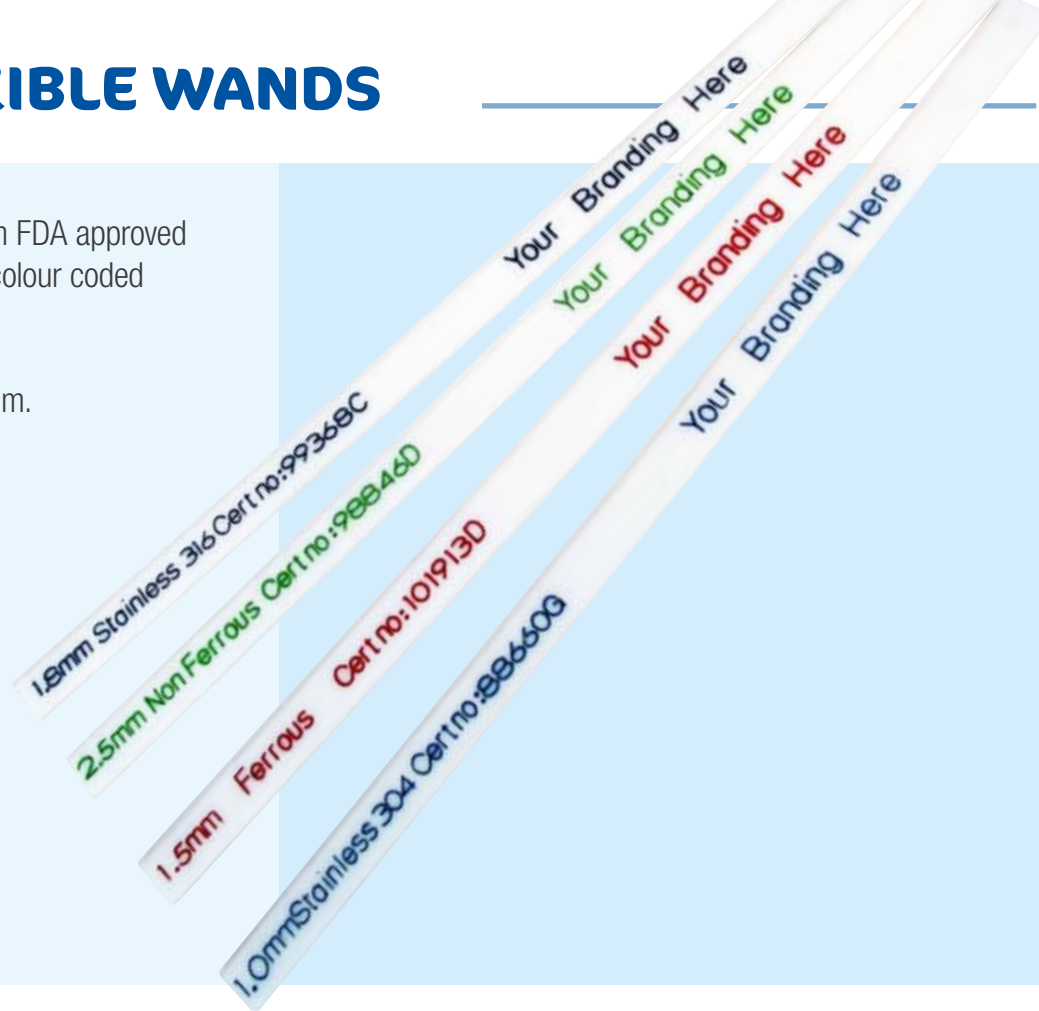 XIBLE WANDS
n FDA approved
colour coded
m.
1.8mm Stainless 316 Cert no:99368C Your Branding Here
2.5mm Non Ferrous Cert no:98846D Your Branding Here
1.5mm Ferrous Cert no:101913D Your Branding Here
1.0mm Stainless 304 Cert no:88660G Your Branding Here